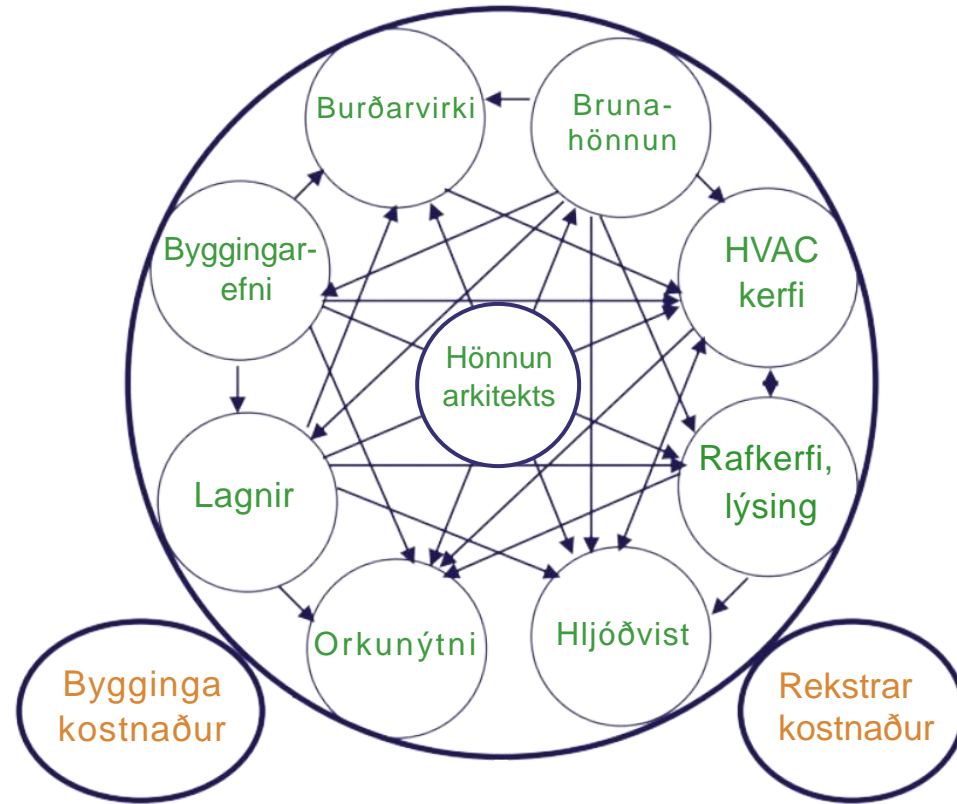 Burðarvirki
Bruna-
hönnun
Byggingar-
efni
HVAC
kerfi
Hönnun
arkitekts
Lagnir
Rafkerfi,
lýsing
Orkunýtni
Hljóðvist
Bygginga
kostnaður
Rekstrar
kostnaður